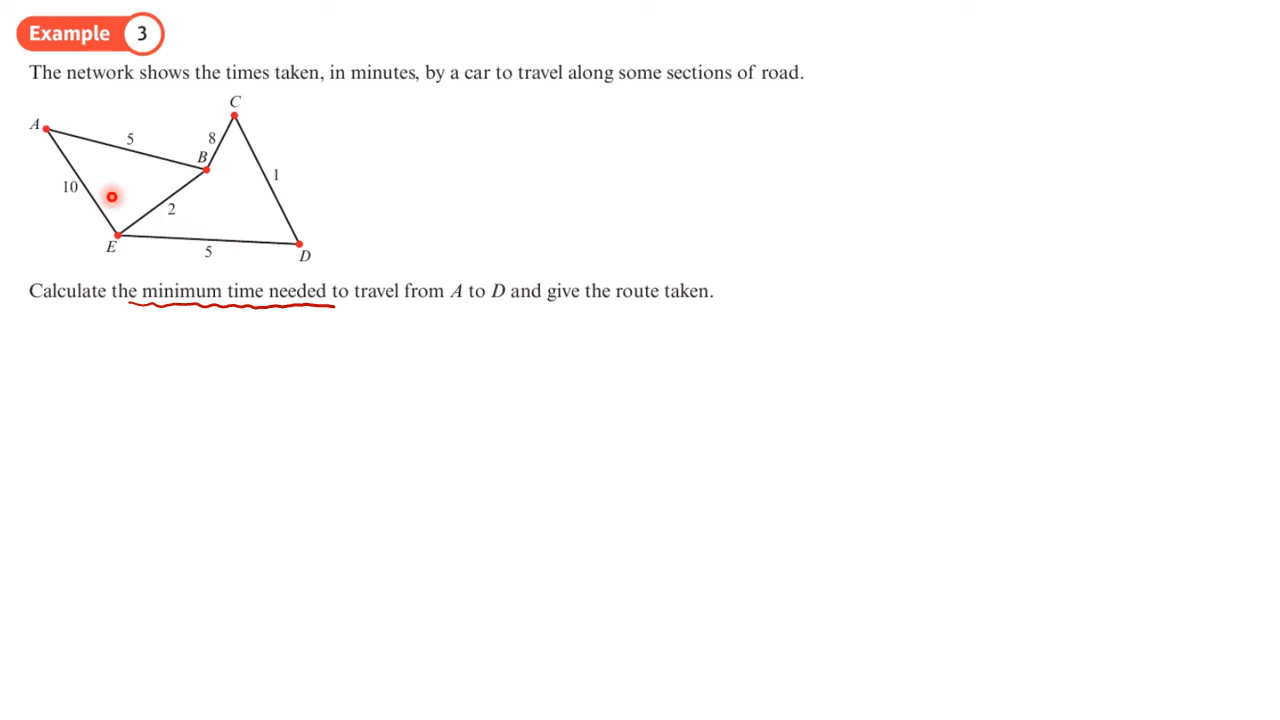 Example 3
The network shows the times taken, in minutes, by a car to travel along some sections of road.
C
A
5
8
B
1
10
2
E
5
D
Calculate the minimum time needed to travel from A to D and give the route taken.